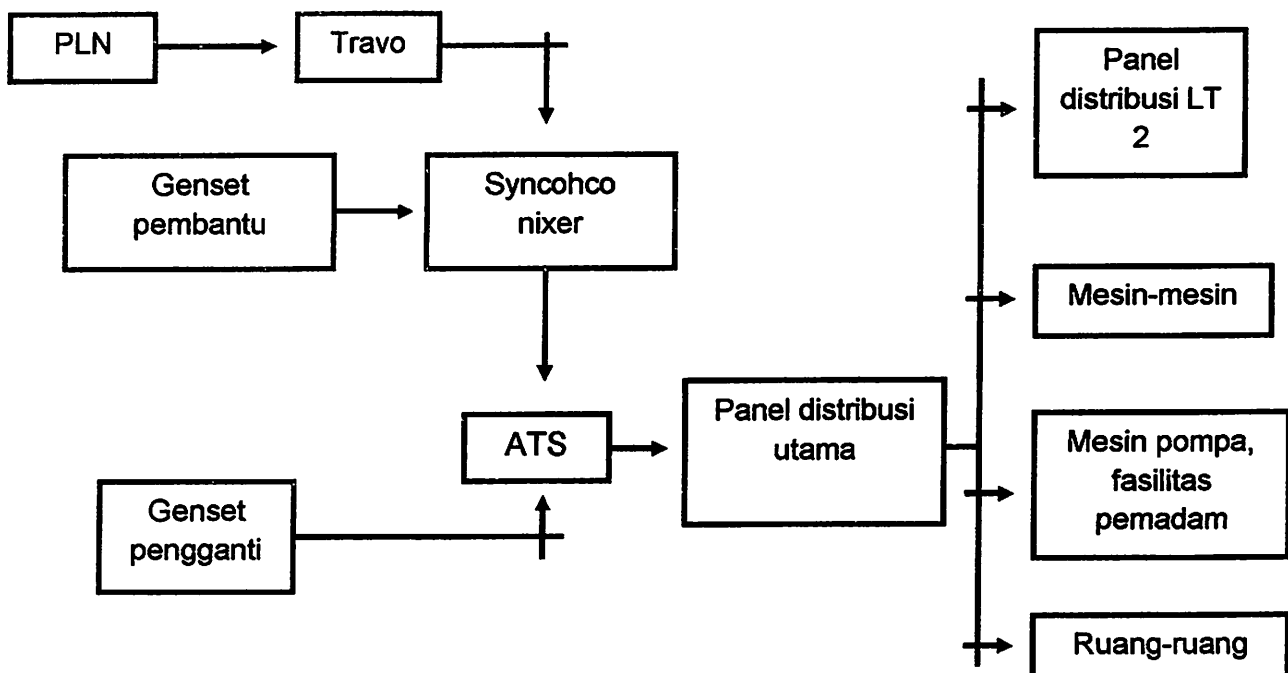 PLN
Travo
Panel
distribusi LT
2
Genset
pembantu
Syncohco
nixer
Mesin-mesin
Panel distribusi
utama
ATS
Mesin pompa,
fasilitas
pemadam
Genset
pengganti
Ruang-ruang